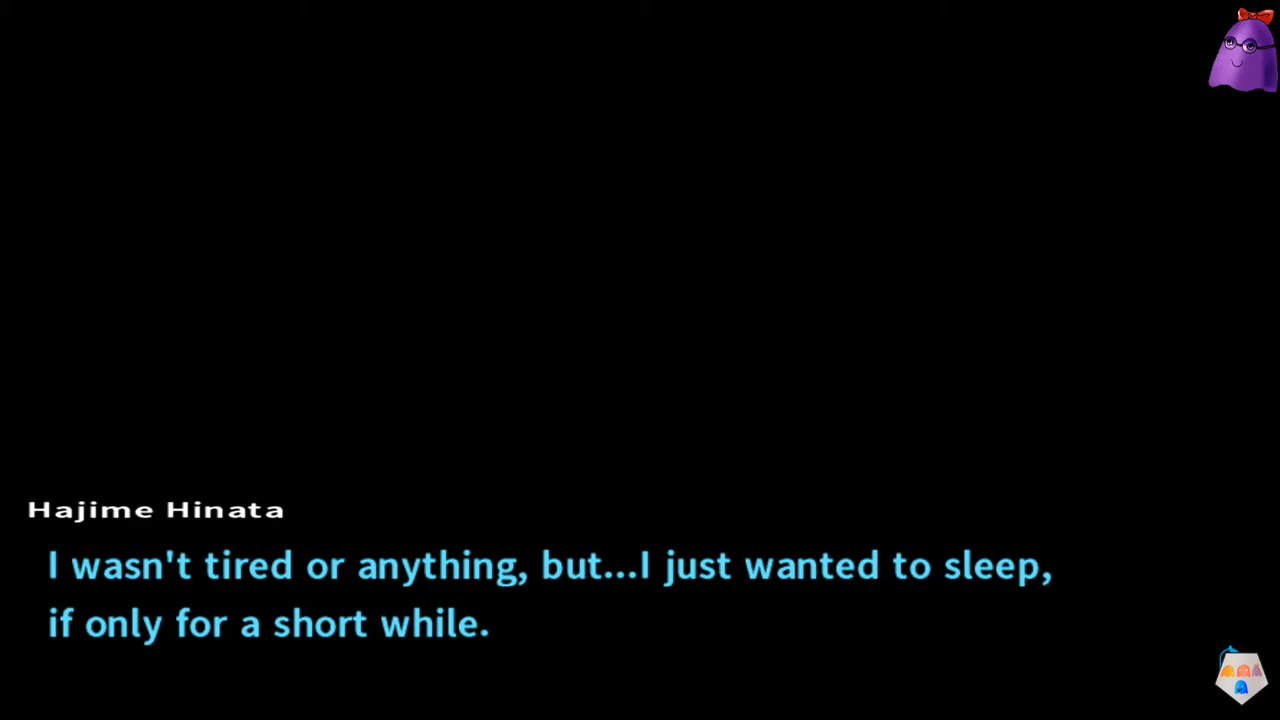 Hajime Hinata
I wasn't tired or anything, but...I just wanted to sleep,
if only for a short while.